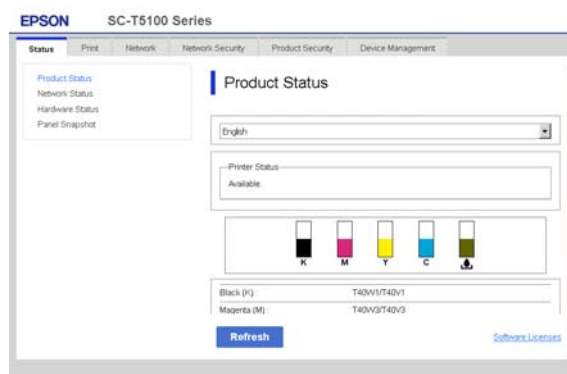 EPSON SC-T5100 Series
Status Print Network Network Security Product Security Device Management
Product Status
Network Status
Hardware Status
Panel Snapshot
Product Status
English
Printer Status
Available.
K M Y C
Black (K) : T40W1/T40V1
Magenta (M) : T40W3/T40V3
Refresh
Software Licenses